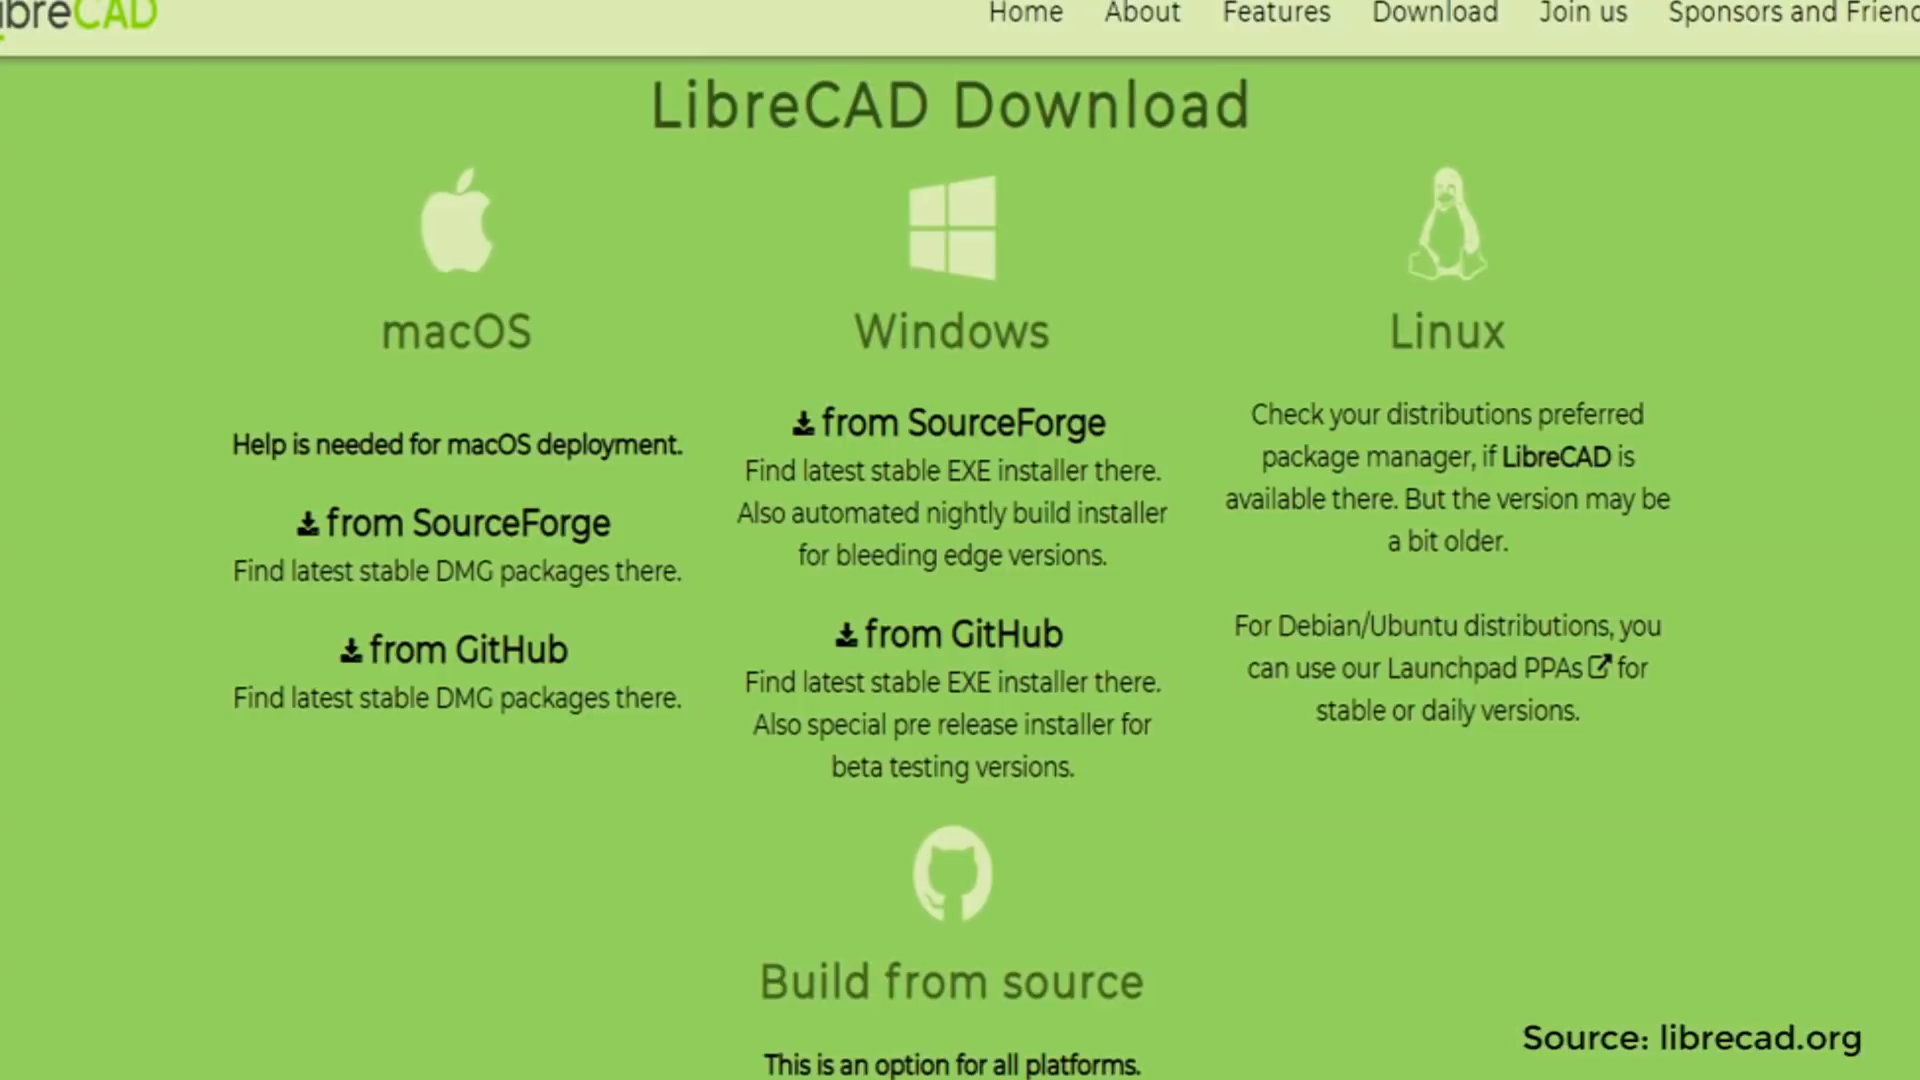 ibreCAD
Home About Features Download Join us Sponsors and Friend
LibreCAD Download
macOS
Help is needed for macOS deployment.
from SourceForge
Find latest stable DMG packages there.
from GitHub
Find latest stable DMG packages there.
Windows
from SourceForge
Find latest stable EXE installer there.
Also automated nightly build installer
for bleeding edge versions.
from GitHub
Find latest stable EXE installer there.
Also special pre release installer for
beta testing versions.
Linux
Check your distributions preferred
package manager, if LibreCAD is
available there. But the version may be
a bit older.
For Debian/Ubuntu distributions, you
can use our Launchpad PPAs for
stable or daily versions.
Build from source
This is an option for all platforms.
Source: librecad.org